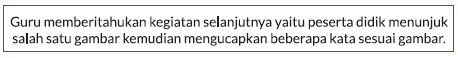 Guru memberitahukan kegiatan selanjutnya yaitu peserta didik menunjuk
salah satu gambar kemudian mengucapkan beberapa kata sesuai gambar.